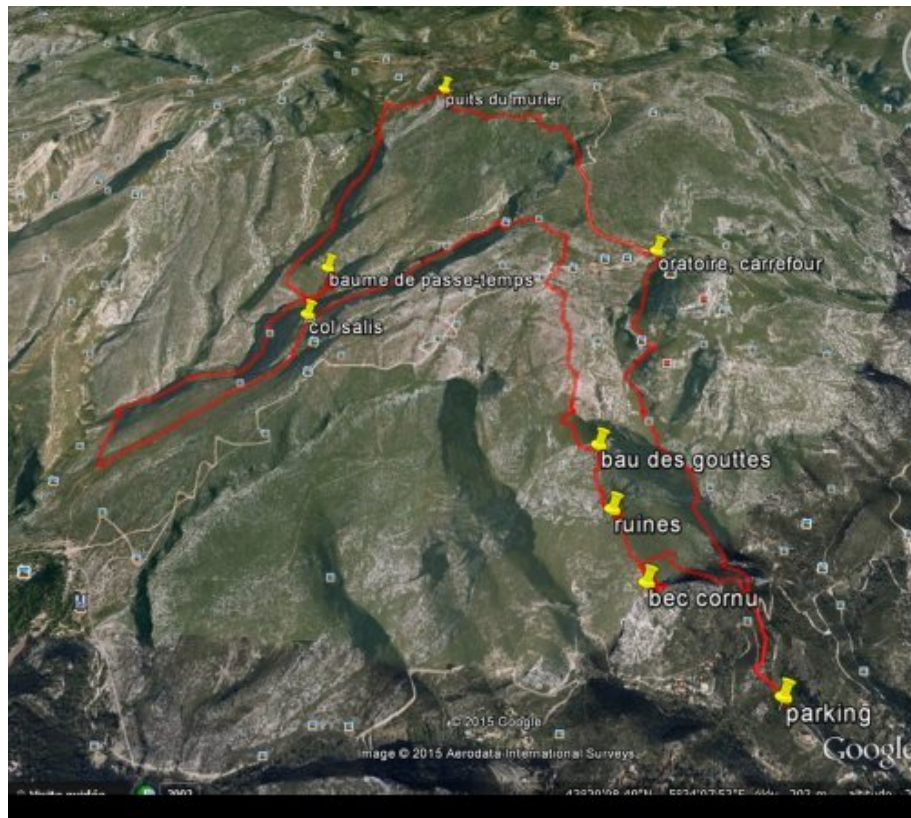 puits du murier
oratoire, carrefour
baume de passe-temps
col salis
bau des gouttes
ruines
bec cornu
parking
© 2015 Google
Image © 2015 Aerodata International Surveys
Google